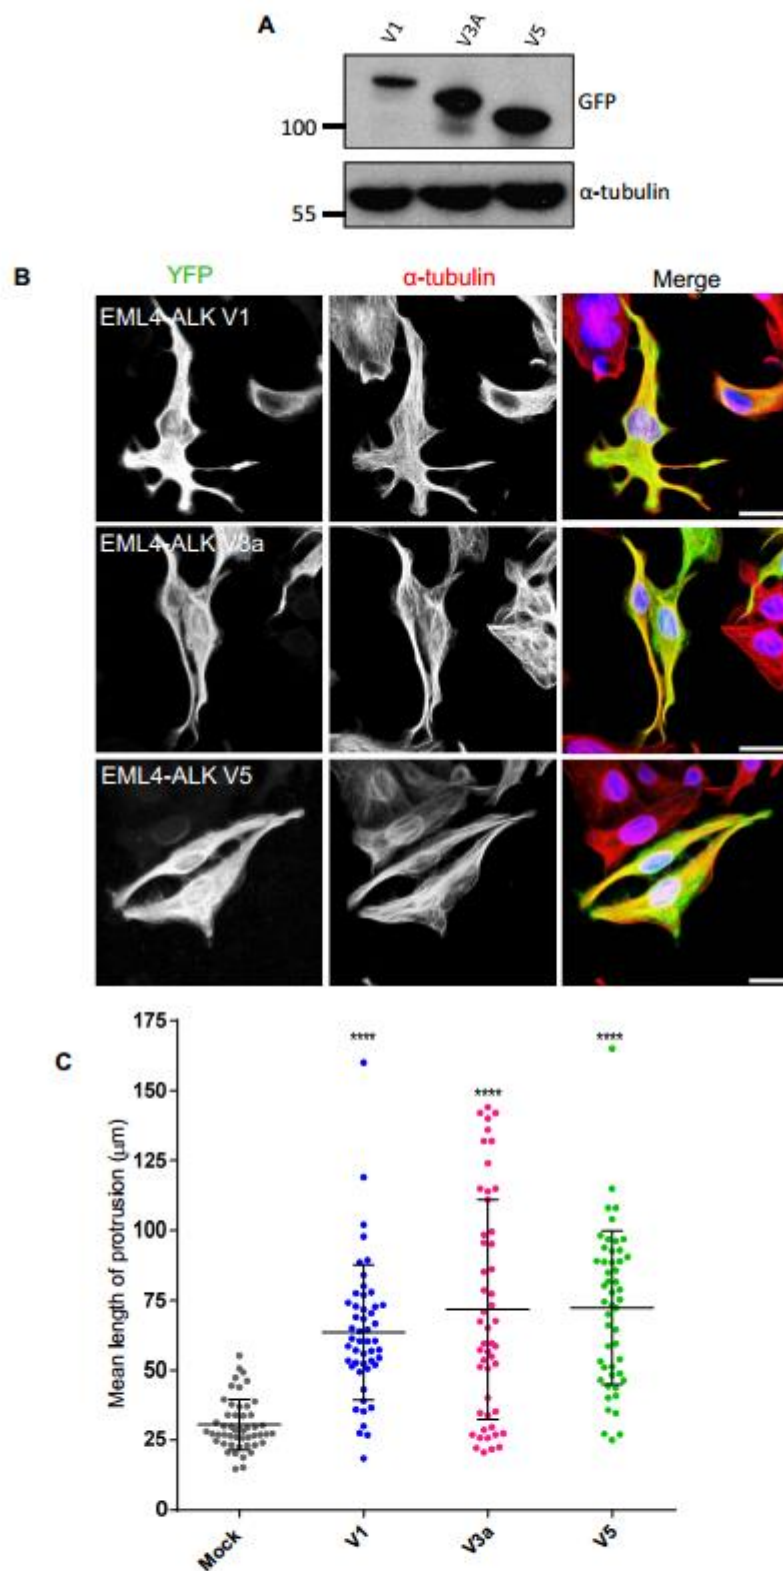 A
V1 V3A V5
GFP
100
α-tubulin
55
B
YFP α-tubulin Merge
EML4-ALK V1
EML4-ALK V3a
EML4-ALK V5
C
Mean length of protrusion (μm)
175
150
125
100
75
50
25
0
**** **** ****
Mock V1 V3a V5